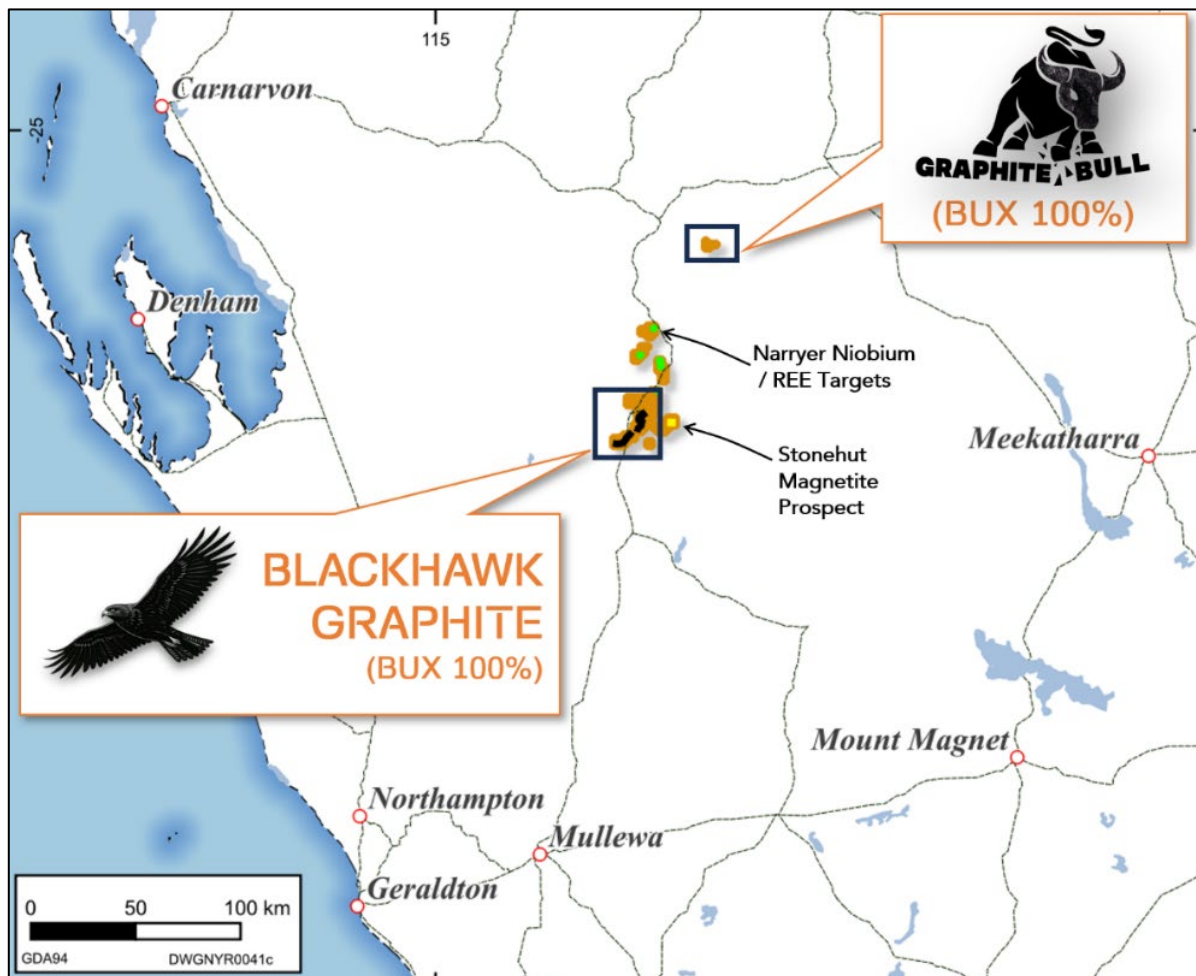 115
-25
Carnarvon
GRAPHITE BULL
(BUX 100%)
Denham
Narryer Niobium
/ REE Targets
Meekatharra
Stonehut
Magnetite
Prospect
BLACKHAWK
GRAPHITE
(BUX 100%)
Mount Magnet
Northampton
Mullewa
Geraldton
0 50 100 km
GDA94 DWGNYR0041c